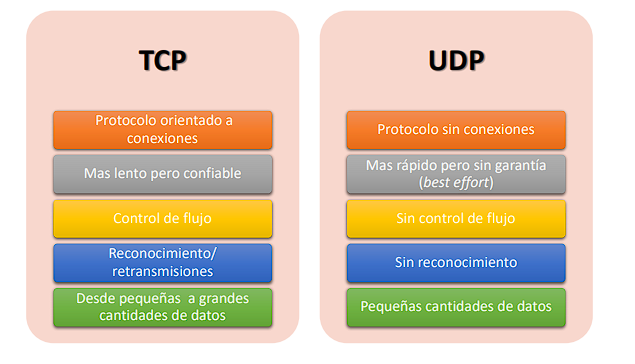 TCP
Protocolo orientado a
conexiones
Mas lento pero confiable
Control de flujo
Reconocimiento/
retransmisiones
Desde pequeñas a grandes
cantidades de datos
UDP
Protocolo sin conexiones
Mas rápido pero sin garantía
(best effort)
Sin control de flujo
Sin reconocimiento
Pequeñas cantidades de datos